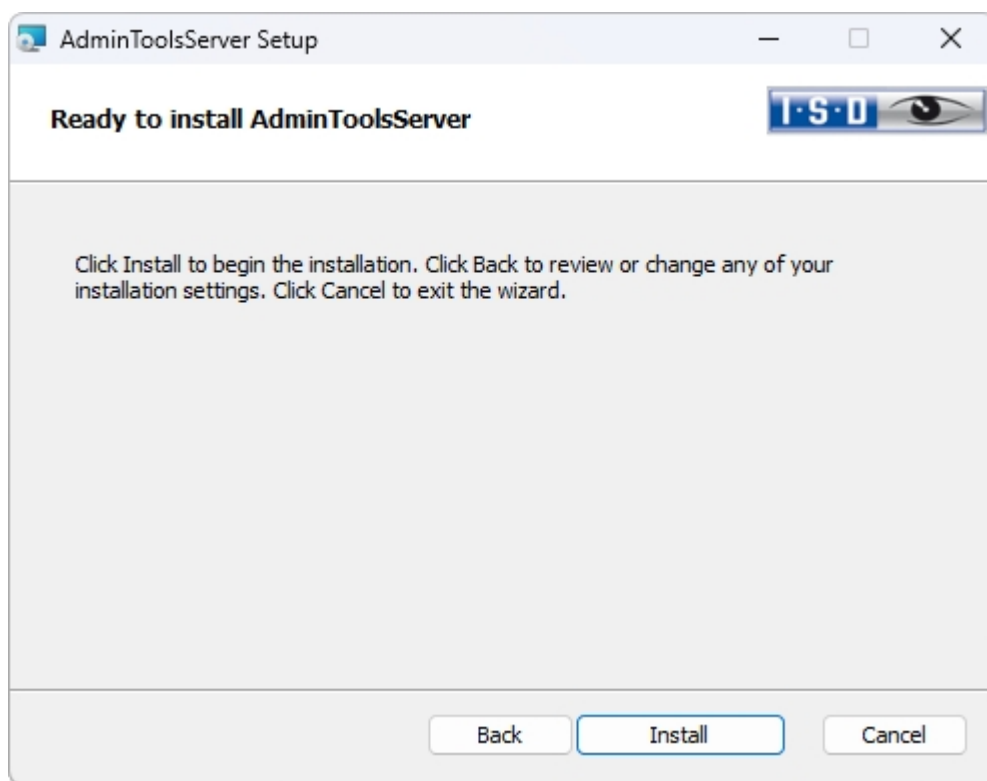 AdminToolsServer Setup
Ready to install AdminToolsServer
I·S·D
Click Install to begin the installation. Click Back to review or change any of your
installation settings. Click Cancel to exit the wizard.
Back
Install
Cancel